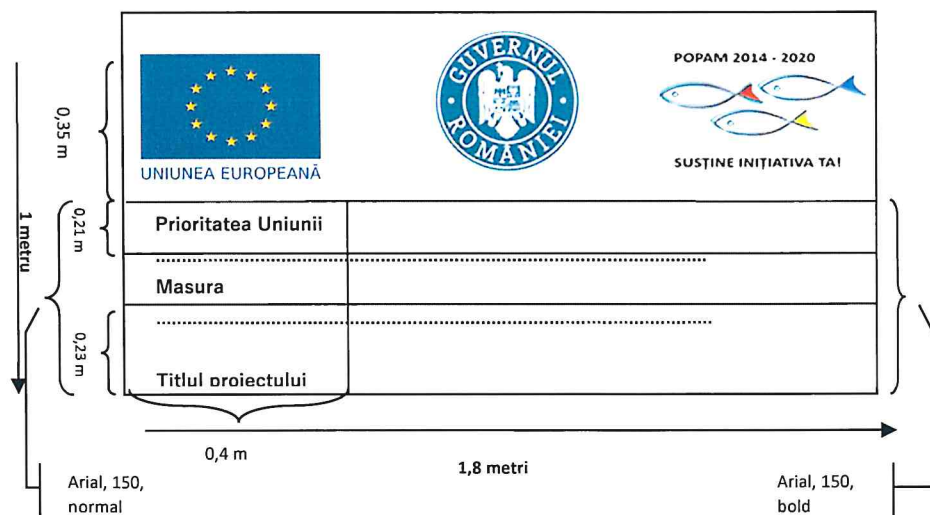 GUVERNUL ROMÂNIEI
POPAM 2014 - 2020
UNIUNEA EUROPEANĂ
SUSȚINE INIȚIATIVA TA!
0,35 m
1 metru
0,21 m
Prioritatea Uniunii
Masura
0,23 m
Titlul proiectului
0,4 m
1,8 metri
Arial, 150,
normal
Arial, 150,
bold